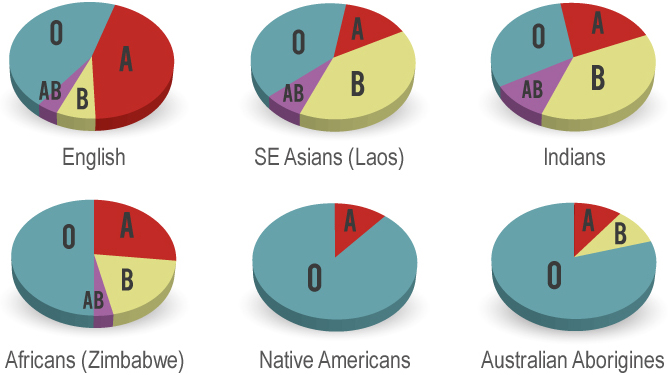 O A AB B
O A AB B
O A AB B
English
SE Asians (Laos)
Indians
O A AB B
O A
O A B
Africans (Zimbabwe)
Native Americans
Australian Aborigines